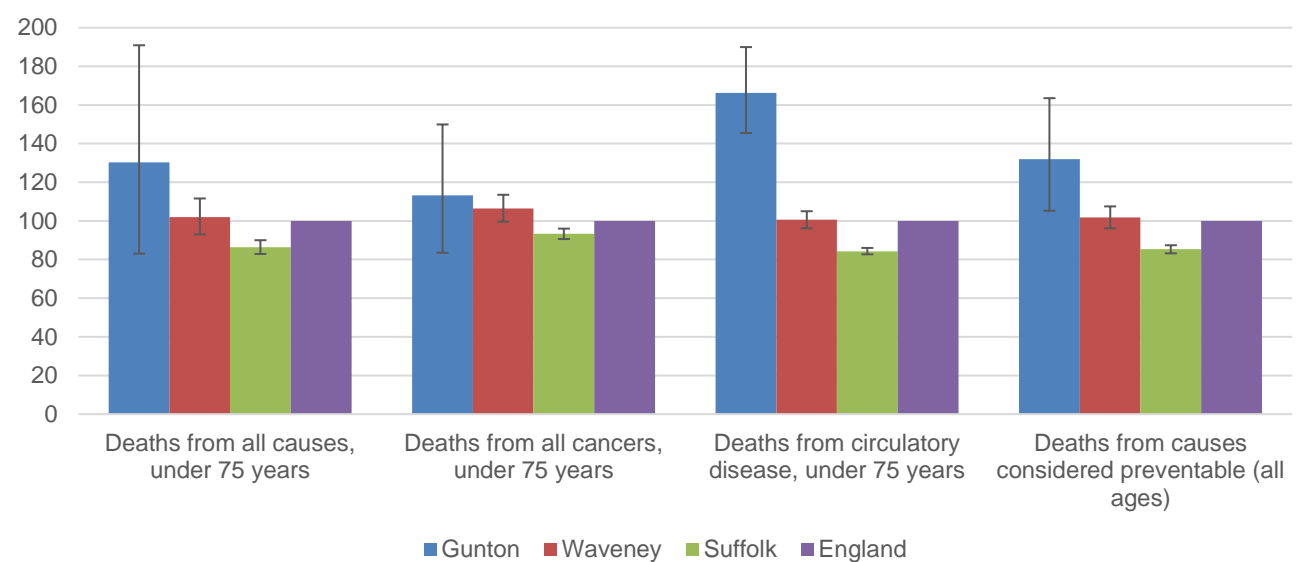 200
180
160
140
120
100
80
60
40
20
0
Deaths from all causes,
under 75 years
Deaths from all cancers,
under 75 years
Deaths from circulatory
disease, under 75 years
Deaths from causes
considered preventable (all
ages)
Gunton Waveney Suffolk England